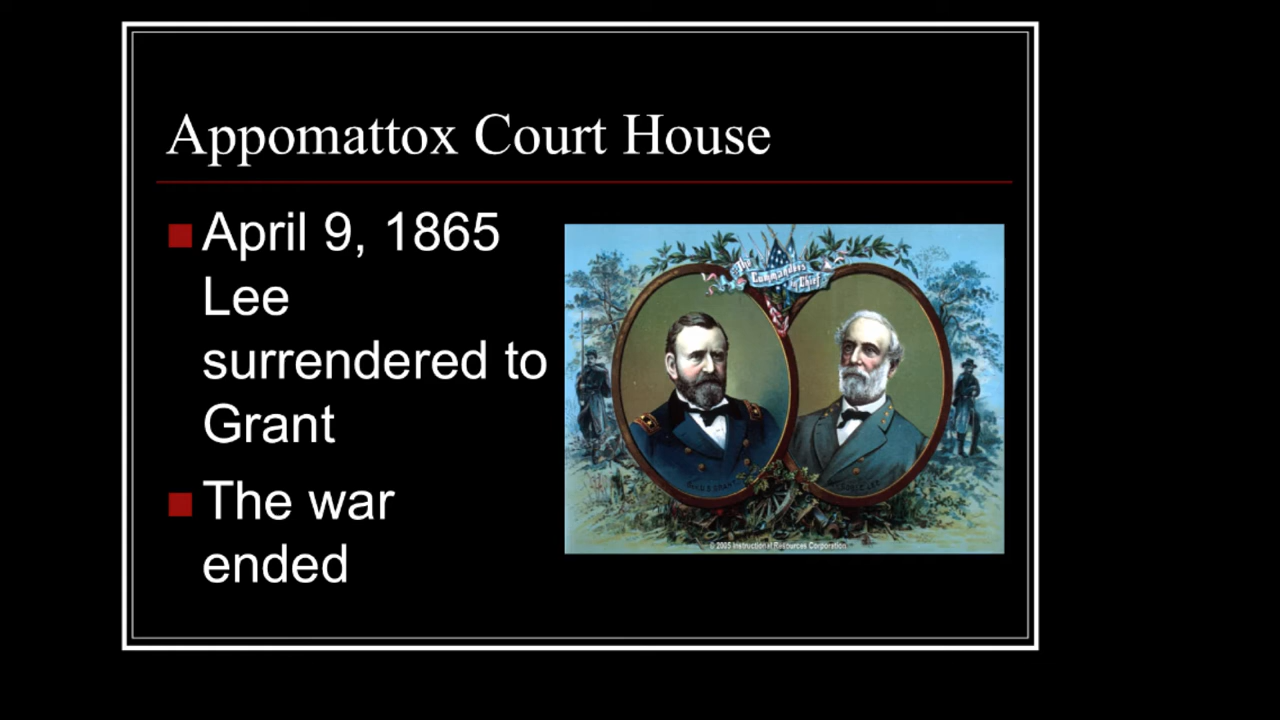 Appomattox Court House
April 9, 1865
Lee
surrendered to
Grant
The war
ended
The
Commanders
in Chief
© 2005 Instructional Resources Corporation